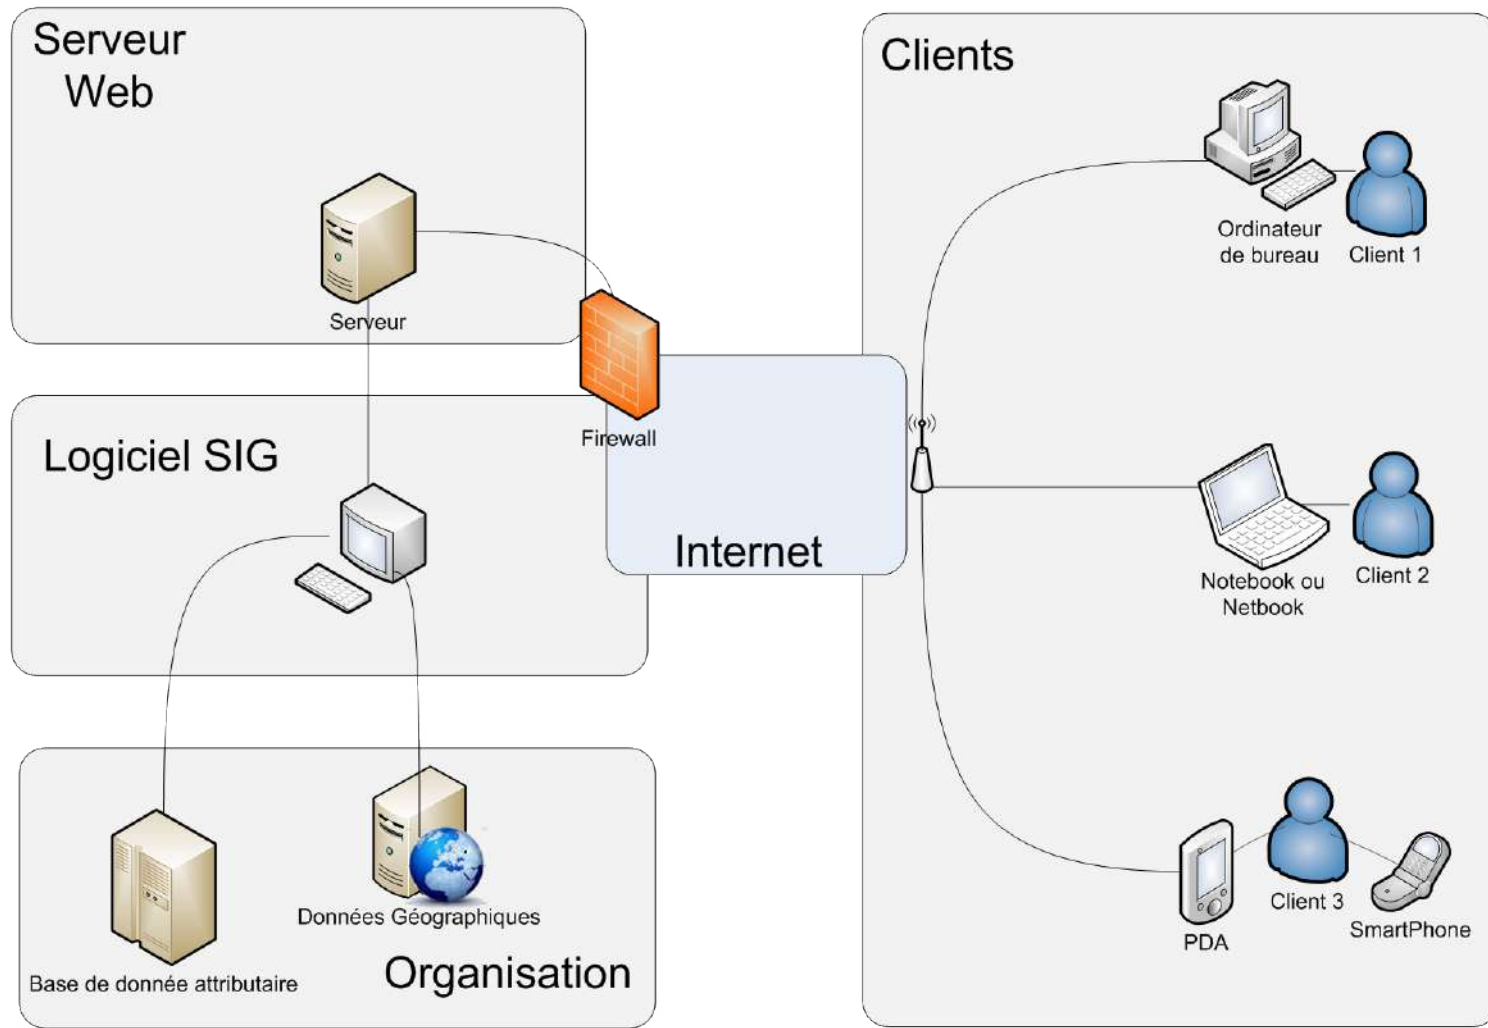 Serveur
Web
Serveur
Firewall
Logiciel SIG
Internet
Données Géographiques
Base de donnée attributaire
Organisation
Clients
Ordinateur
de bureau
Client 1
Notebook ou
Netbook
Client 2
PDA
Client 3
SmartPhone